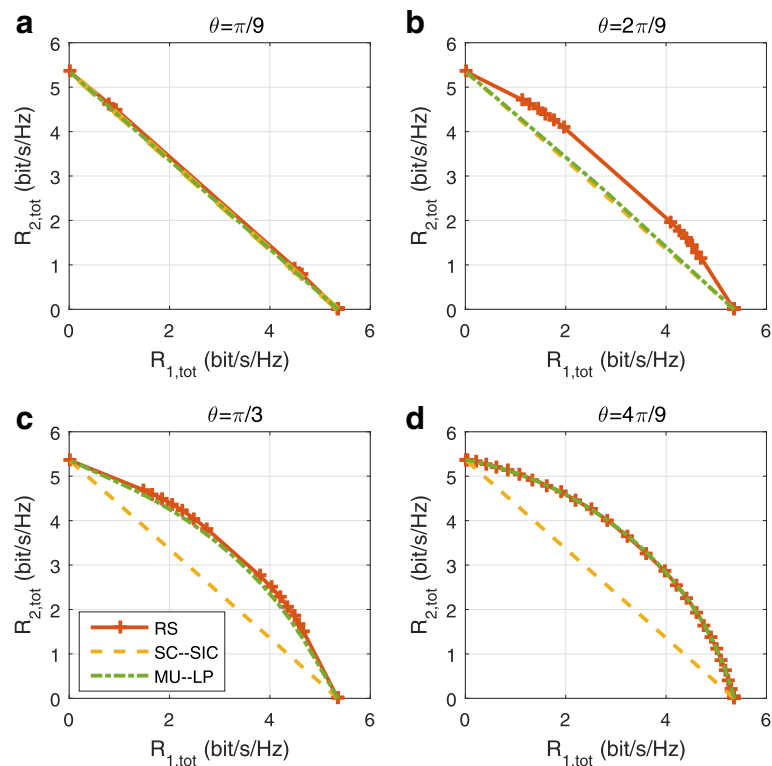 a
θ=π/9
6
5
4
3
2
1
0
0 2 4 6
R2,tot (bit/s/Hz)
R1,tot (bit/s/Hz)
b
θ=2π/9
6
5
4
3
2
1
0
0 2 4 6
R2,tot (bit/s/Hz)
R1,tot (bit/s/Hz)
c
θ=π/3
6
5
4
3
2
1
0
0 2 4 6
R2,tot (bit/s/Hz)
RS
SC--SIC
MU--LP
R1,tot (bit/s/Hz)
d
θ=4π/9
6
5
4
3
2
1
0
0 2 4 6
R2,tot (bit/s/Hz)
R1,tot (bit/s/Hz)